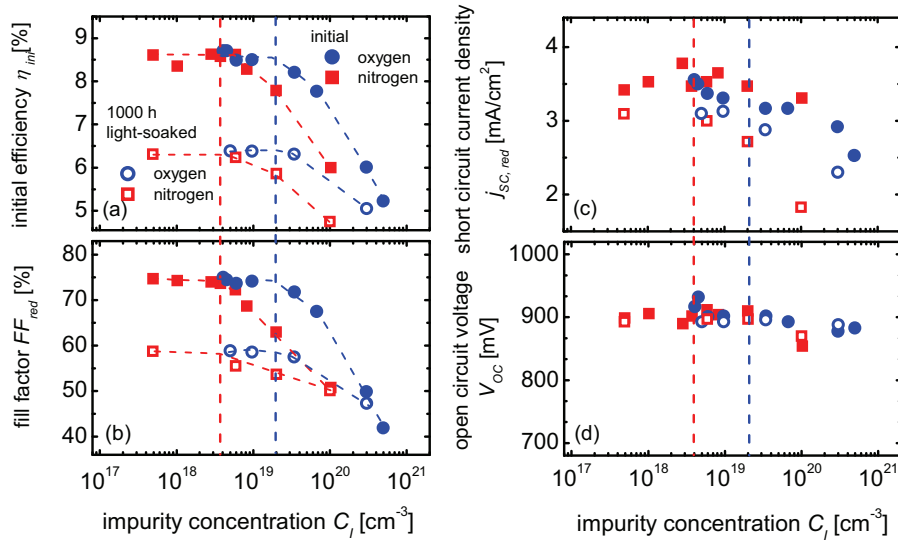 initial efficiency η_ini [%]
9
8
7
6
5
initial
oxygen
nitrogen
1000 h
light-soaked
oxygen
nitrogen
(a)
fill factor FF_red [%]
80
70
60
50
40
(b)
10^17 10^18 10^19 10^20 10^21
impurity concentration C_I [cm^-3]
short circuit current density
j_SC,red [mA/cm^2]
4
3
2
(c)
open circuit voltage
V_OC [mV]
1000
900
800
700
(d)
10^17 10^18 10^19 10^20 10^21
impurity concentration C_I [cm^-3]